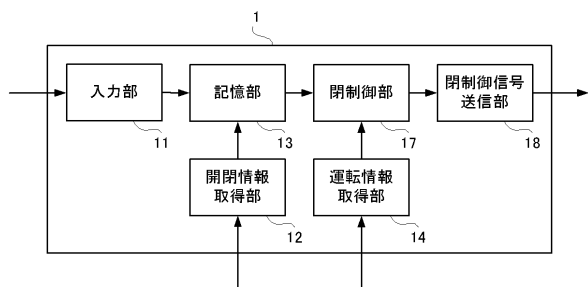 1
入力部
11
記憶部
13
閉制御部
17
閉制御信号
送信部
18
開閉情報
取得部
12
運転情報
取得部
14